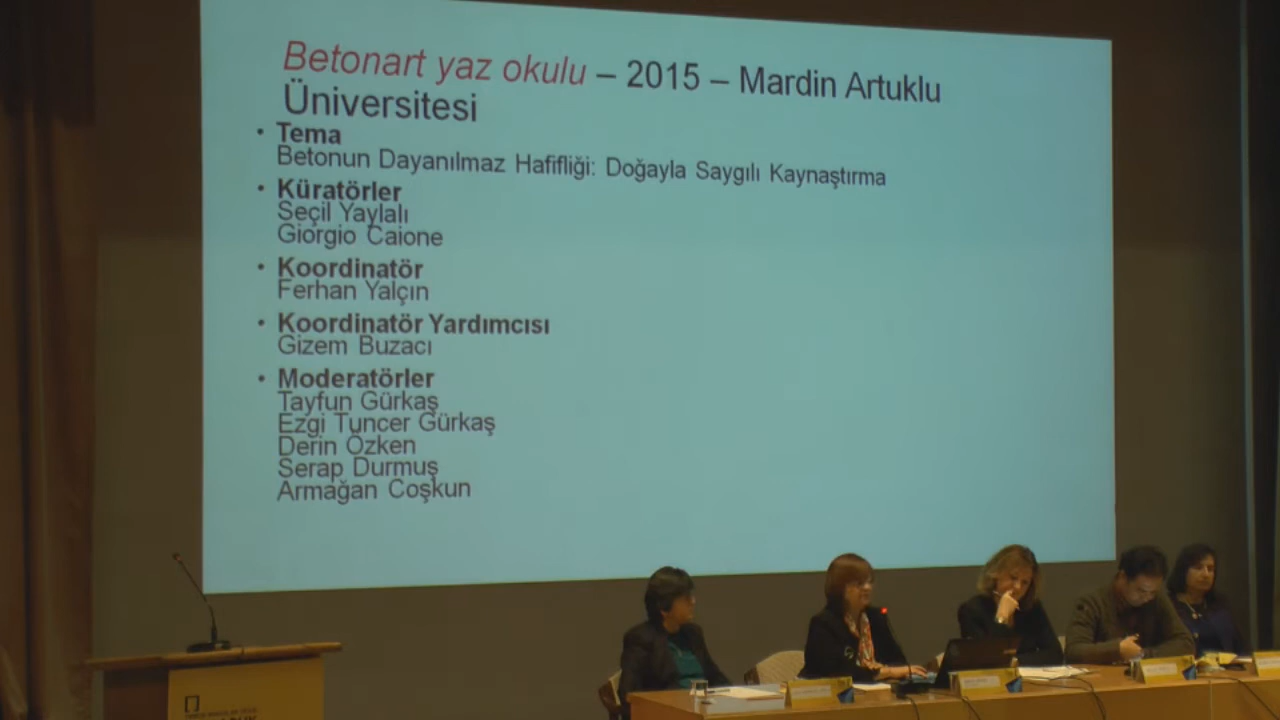 Betonart yaz okulu – 2015 – Mardin Artuklu
Üniversitesi
• Tema
Betonun Dayanılmaz Hafifliği: Doğayla Saygılı Kaynaştırma
• Küratörler
Seçil Yaylalı
Giorgio Caione
• Koordinatör
Ferhan Yalçın
• Koordinatör Yardımcısı
Gizem Buzacı
• Moderatörler
Tayfun Gürkaş
Ezgi Tuncer Gürkaş
Derin Özken
Serap Durmuş
Armağan Coşkun